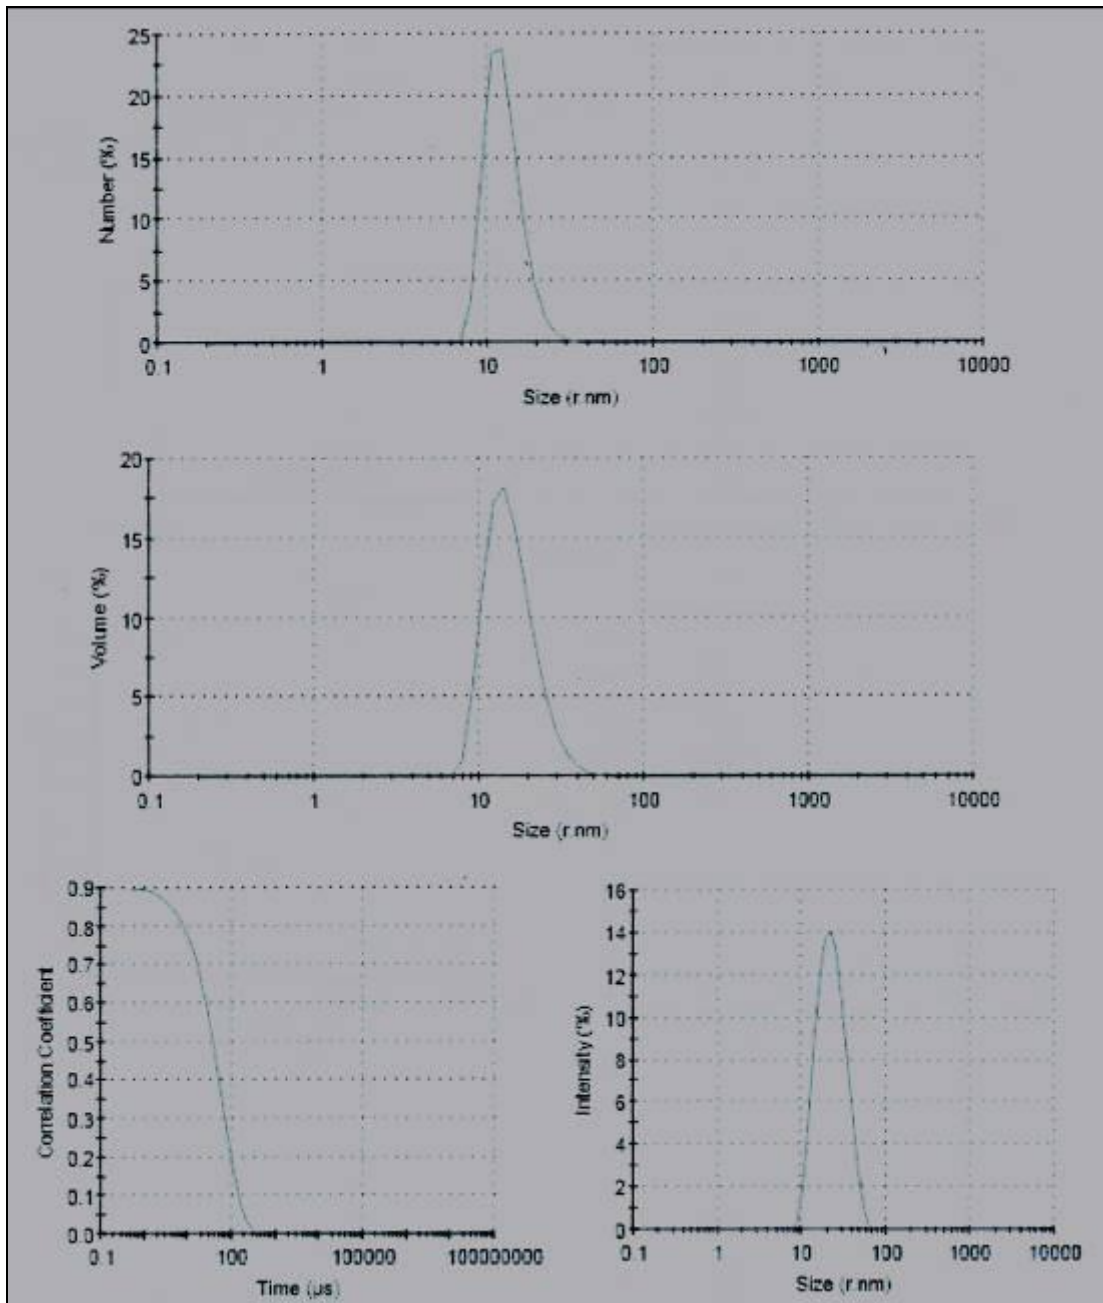 25
20
15
10
5
0
Number (%)
0.1 1 10 100 1000 10000
Size (r.nm)
20
15
10
5
0
Volume (%)
0.1 1 10 100 1000 10000
Size (r.nm)
0.9
0.8
0.7
0.6
0.5
0.4
0.3
0.2
0.1
0.0
Correlation Coefficient
0.1 100 100000 100000000
Time (µs)
16
14
12
10
8
6
4
2
0
Intensity (%)
0.1 1 10 100 1000 10000
Size (r.nm)